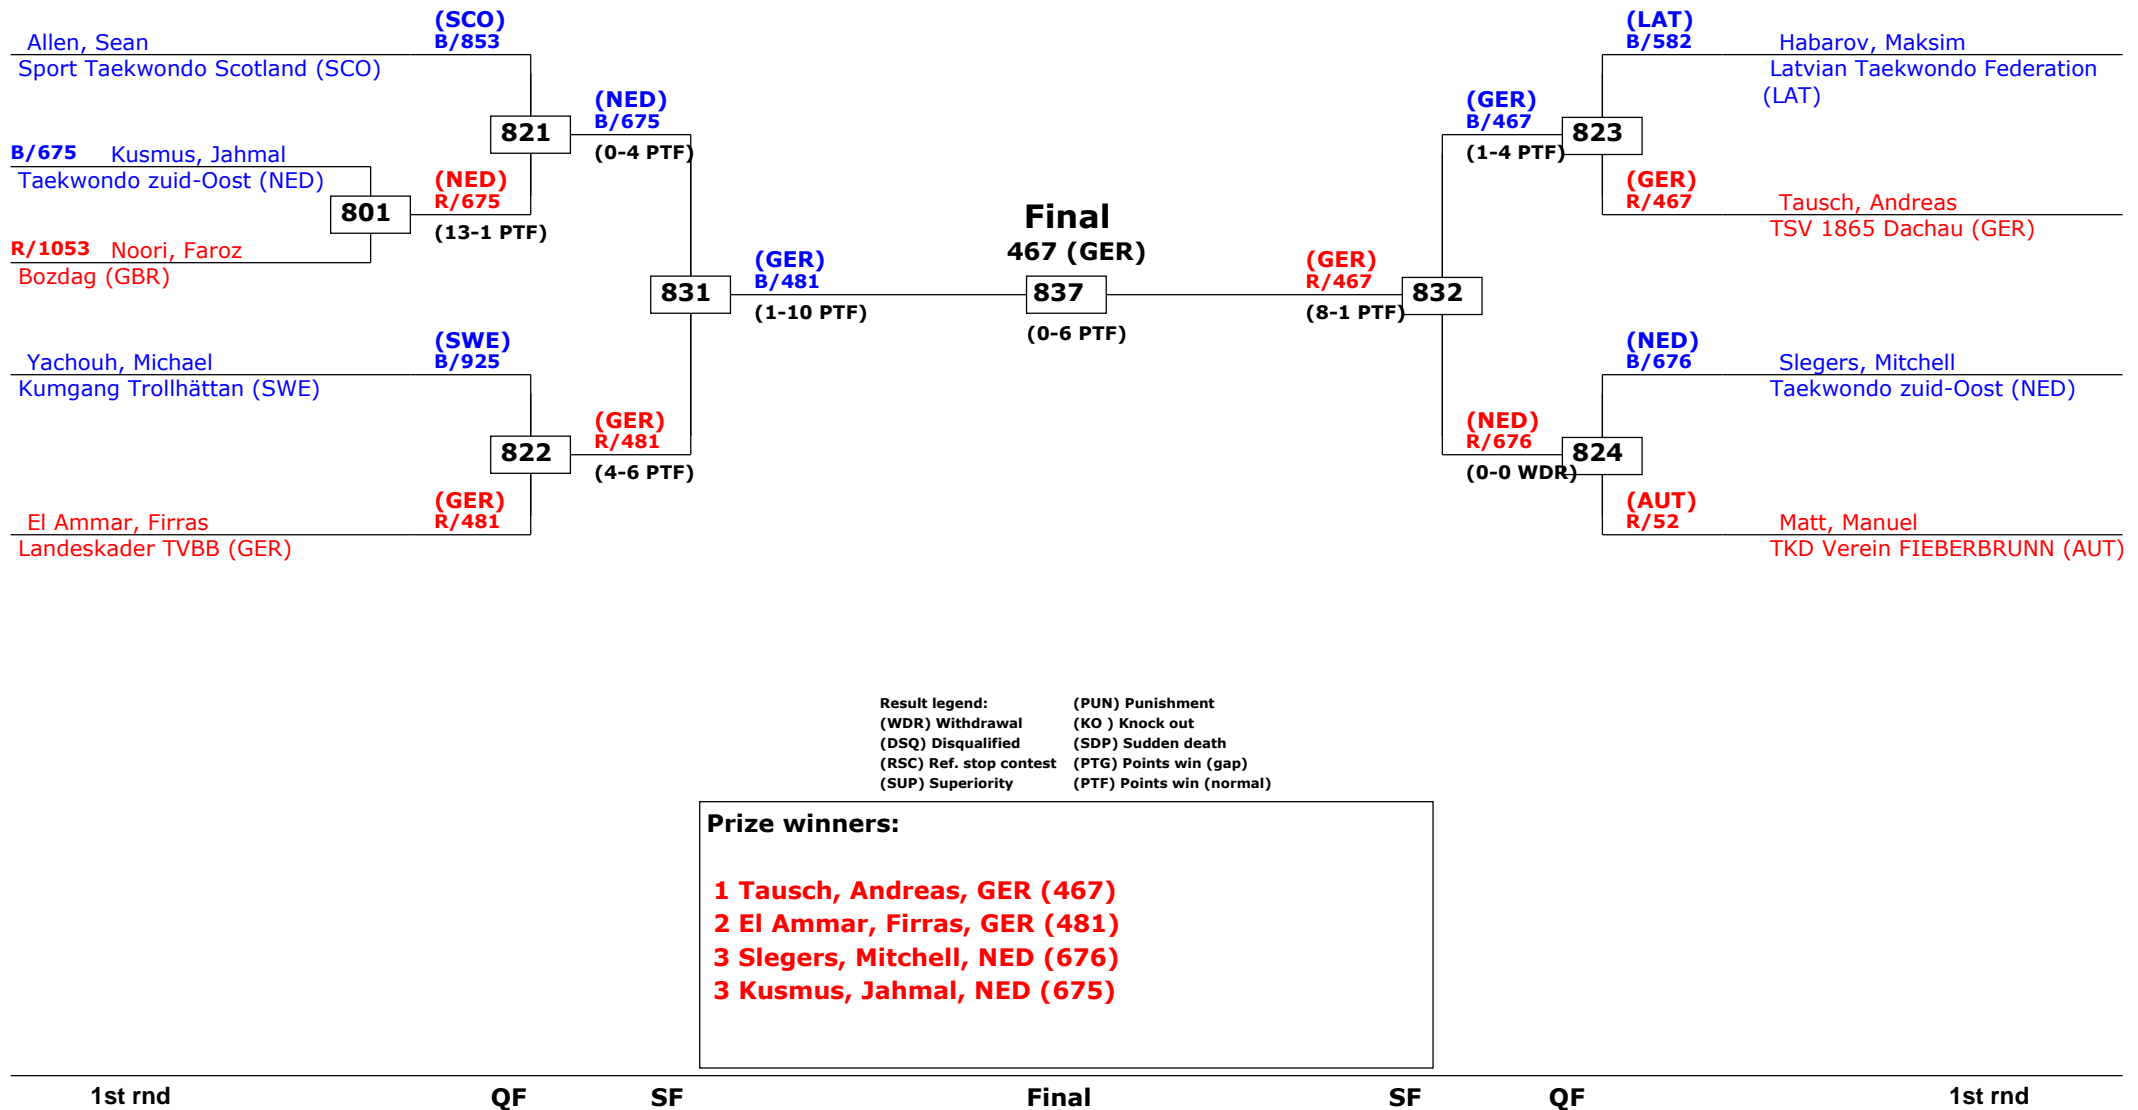 (SCO)
B/853
Allen, Sean
Sport Taekwondo Scotland (SCO)
821
(NED)
B/675
(0-4 PTF)
B/675 Kusmus, Jahmal
Taekwondo zuid-Oost (NED)
801
(NED)
R/675
(13-1 PTF)
R/1053 Noori, Faroz
Bozdag (GBR)
831
(GER)
B/481
(1-10 PTF)
(SWE)
B/925
Yachouh, Michael
Kumgang Trollhättan (SWE)
822
(GER)
R/481
(4-6 PTF)
(GER)
R/481
El Ammar, Firras
Landeskader TVBB (GER)
Final
467 (GER)
837
(0-6 PTF)
(LAT)
B/582
Habarov, Maksim
Latvian Taekwondo Federation
(LAT)
(GER)
B/467
(1-4 PTF)
823
(GER)
R/467
Tausch, Andreas
TSV 1865 Dachau (GER)
(GER)
R/467
(8-1 PTF)
832
(NED)
B/676
Slegers, Mitchell
Taekwondo zuid-Oost (NED)
(NED)
R/676
(0-0 WDR)
824
(AUT)
R/52
Matt, Manuel
TKD Verein FIEBERBRUNN (AUT)
Result legend: (PUN) Punishment
(WDR) Withdrawal (KO ) Knock out
(DSQ) Disqualified (SDP) Sudden death
(RSC) Ref. stop contest (PTG) Points win (gap)
(SUP) Superiority (PTF) Points win (normal)
Prize winners:
1 Tausch, Andreas, GER (467)
2 El Ammar, Firras, GER (481)
3 Slegers, Mitchell, NED (676)
3 Kusmus, Jahmal, NED (675)
1st rnd QF SF Final SF QF 1st rnd